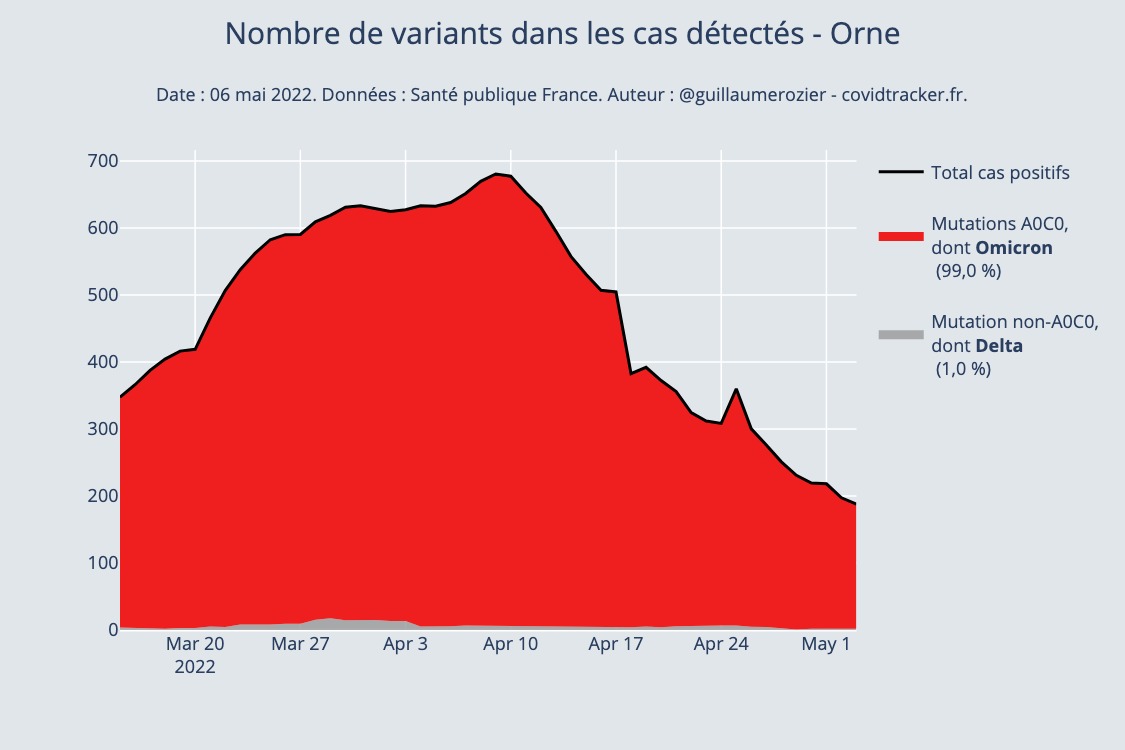 Nombre de variants dans les cas détectés - Orne
Date : 06 mai 2022. Données : Santé publique France. Auteur : @guillaumerozier - covidtracker.fr.
700
600
500
400
300
200
100
0
Mar 20
2022
Mar 27
Apr 3
Apr 10
Apr 17
Apr 24
May 1
Total cas positifs
Mutations A0C0,
dont Omicron
(99,0 %)
Mutation non-A0C0,
dont Delta
(1,0 %)